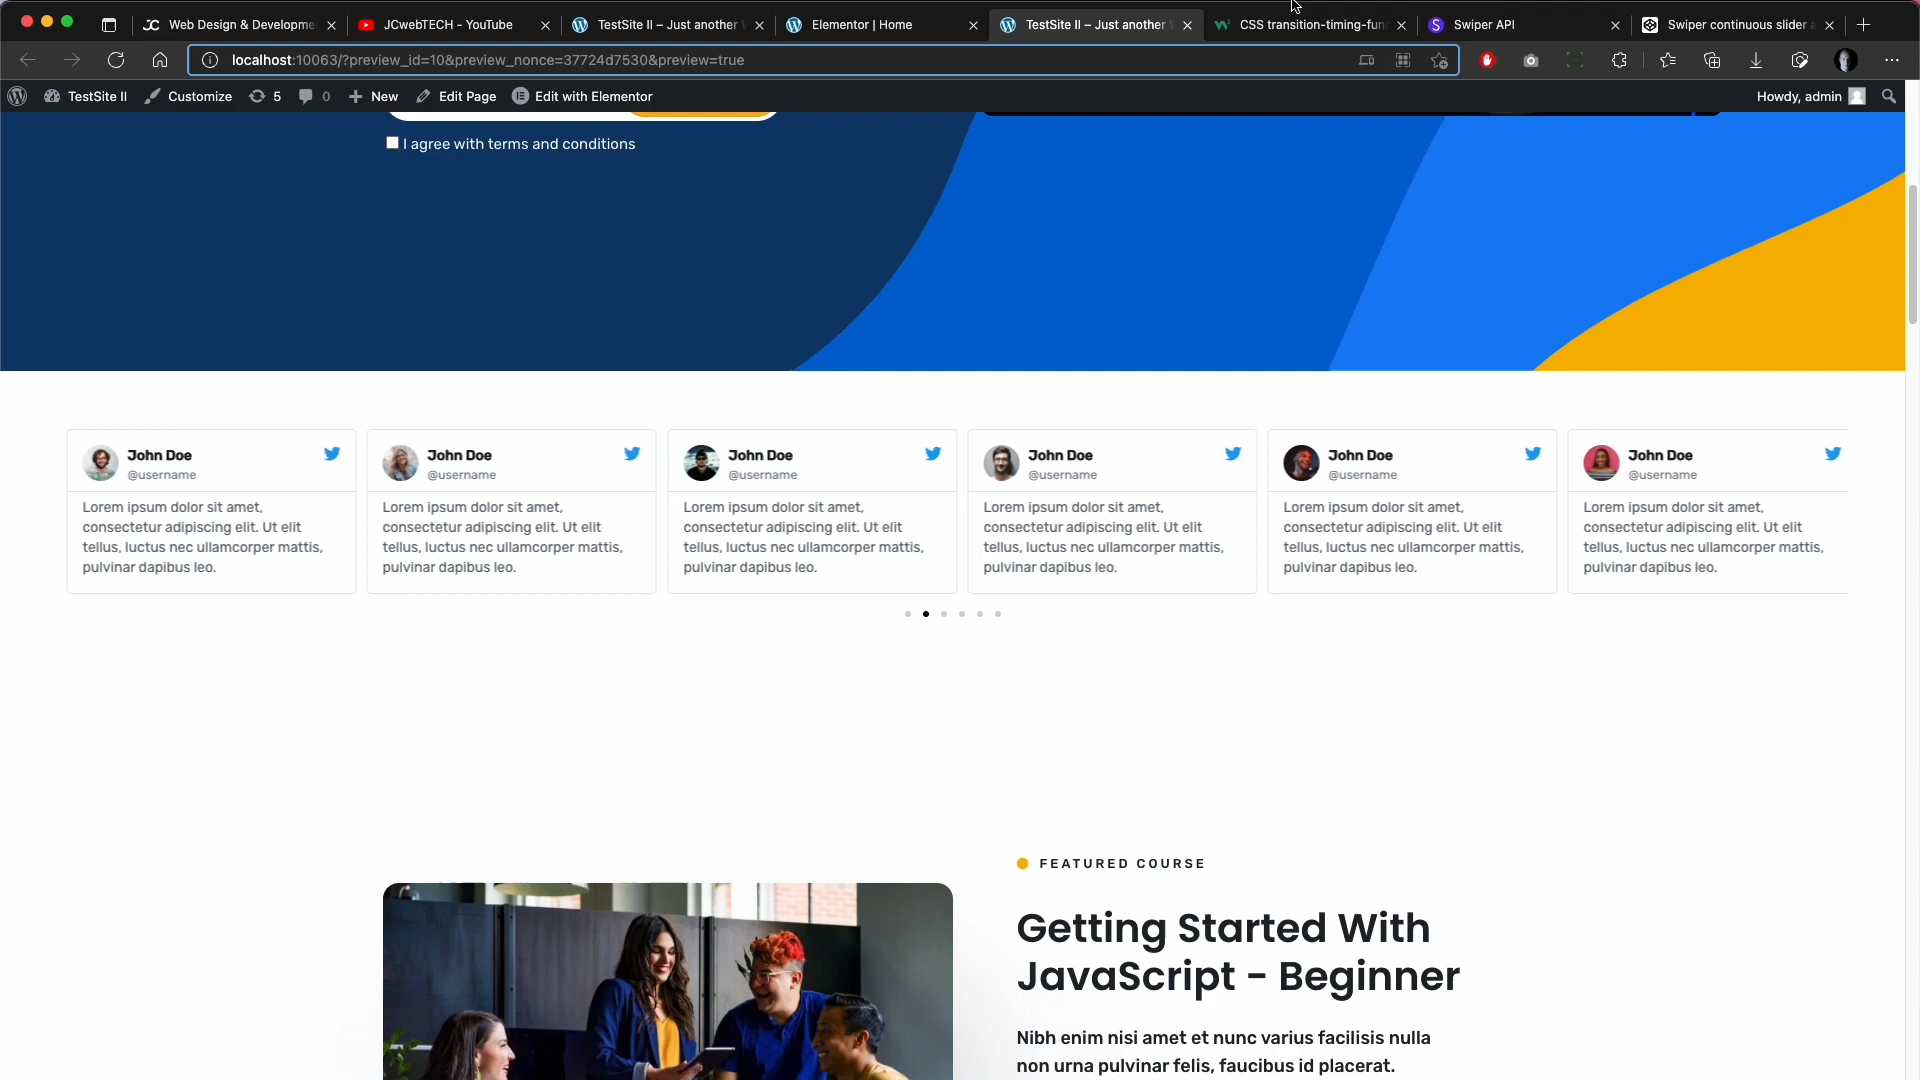 Web Design & Developme
JCwebTECH - YouTube
TestSite II – Just another
Elementor | Home
TestSite II – Just another
CSS transition-timing-fun
Swiper API
Swiper continuous slider a
localhost:10063/?preview_id=10&preview_nonce=37724d7530&preview=true
TestSite II
Customize
5
0
New
Edit Page
Edit with Elementor
Howdy, admin
I agree with terms and conditions
John Doe
@username
Lorem ipsum dolor sit amet,
consectetur adipiscing elit. Ut elit
tellus, luctus nec ullamcorper mattis,
pulvinar dapibus leo.
John Doe
@username
Lorem ipsum dolor sit amet,
consectetur adipiscing elit. Ut elit
tellus, luctus nec ullamcorper mattis,
pulvinar dapibus leo.
John Doe
@username
Lorem ipsum dolor sit amet,
consectetur adipiscing elit. Ut elit
tellus, luctus nec ullamcorper mattis,
pulvinar dapibus leo.
John Doe
@username
Lorem ipsum dolor sit amet,
consectetur adipiscing elit. Ut elit
tellus, luctus nec ullamcorper mattis,
pulvinar dapibus leo.
John Doe
@username
Lorem ipsum dolor sit amet,
consectetur adipiscing elit. Ut elit
tellus, luctus nec ullamcorper mattis,
pulvinar dapibus leo.
John Doe
@username
Lorem ipsum dolor sit amet,
consectetur adipiscing elit. Ut elit
tellus, luctus nec ullamcorper mattis,
pulvinar dapibus leo.
FEATURED COURSE
Getting Started With
JavaScript - Beginner
Nibh enim nisi amet et nunc varius facilisis nulla
non urna pulvinar felis, faucibus id placerat.